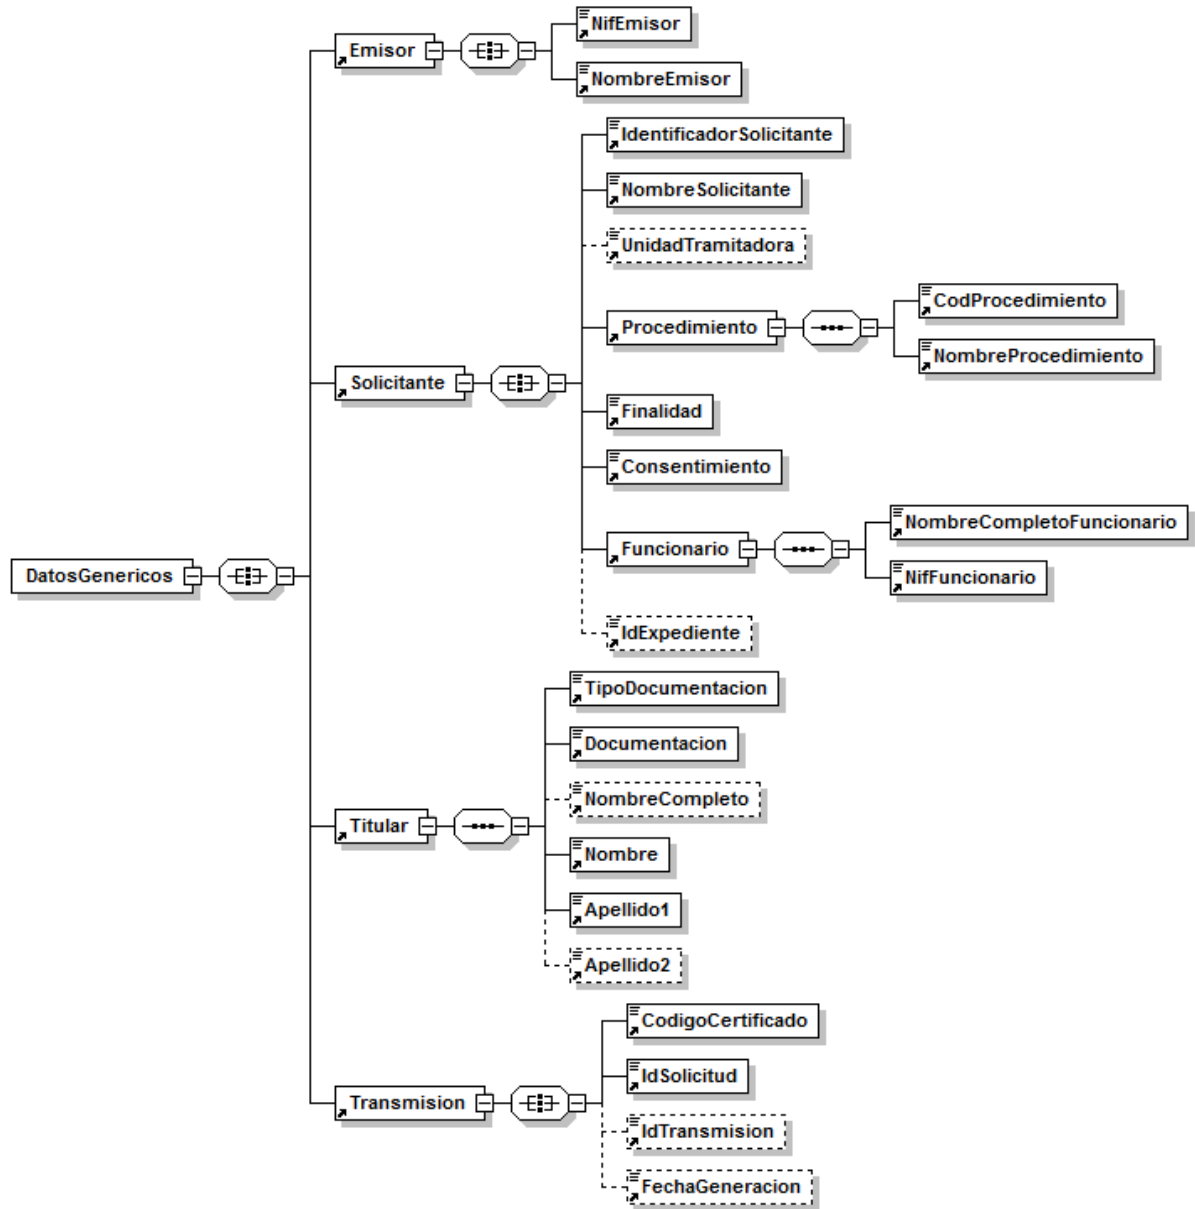 NifEmisor
Emisor
NombreEmisor
IdentificadorSolicitante
NombreSolicitante
UnidadTramitadora
CodProcedimiento
Procedimiento
NombreProcedimiento
Solicitante
Finalidad
Consentimiento
NombreCompletoFuncionario
Funcionario
NifFuncionario
DatosGenericos
IdExpediente
TipoDocumentacion
Documentacion
NombreCompleto
Titular
Nombre
Apellido1
Apellido2
CodigoCertificado
IdSolicitud
Transmision
IdTransmision
FechaGeneracion